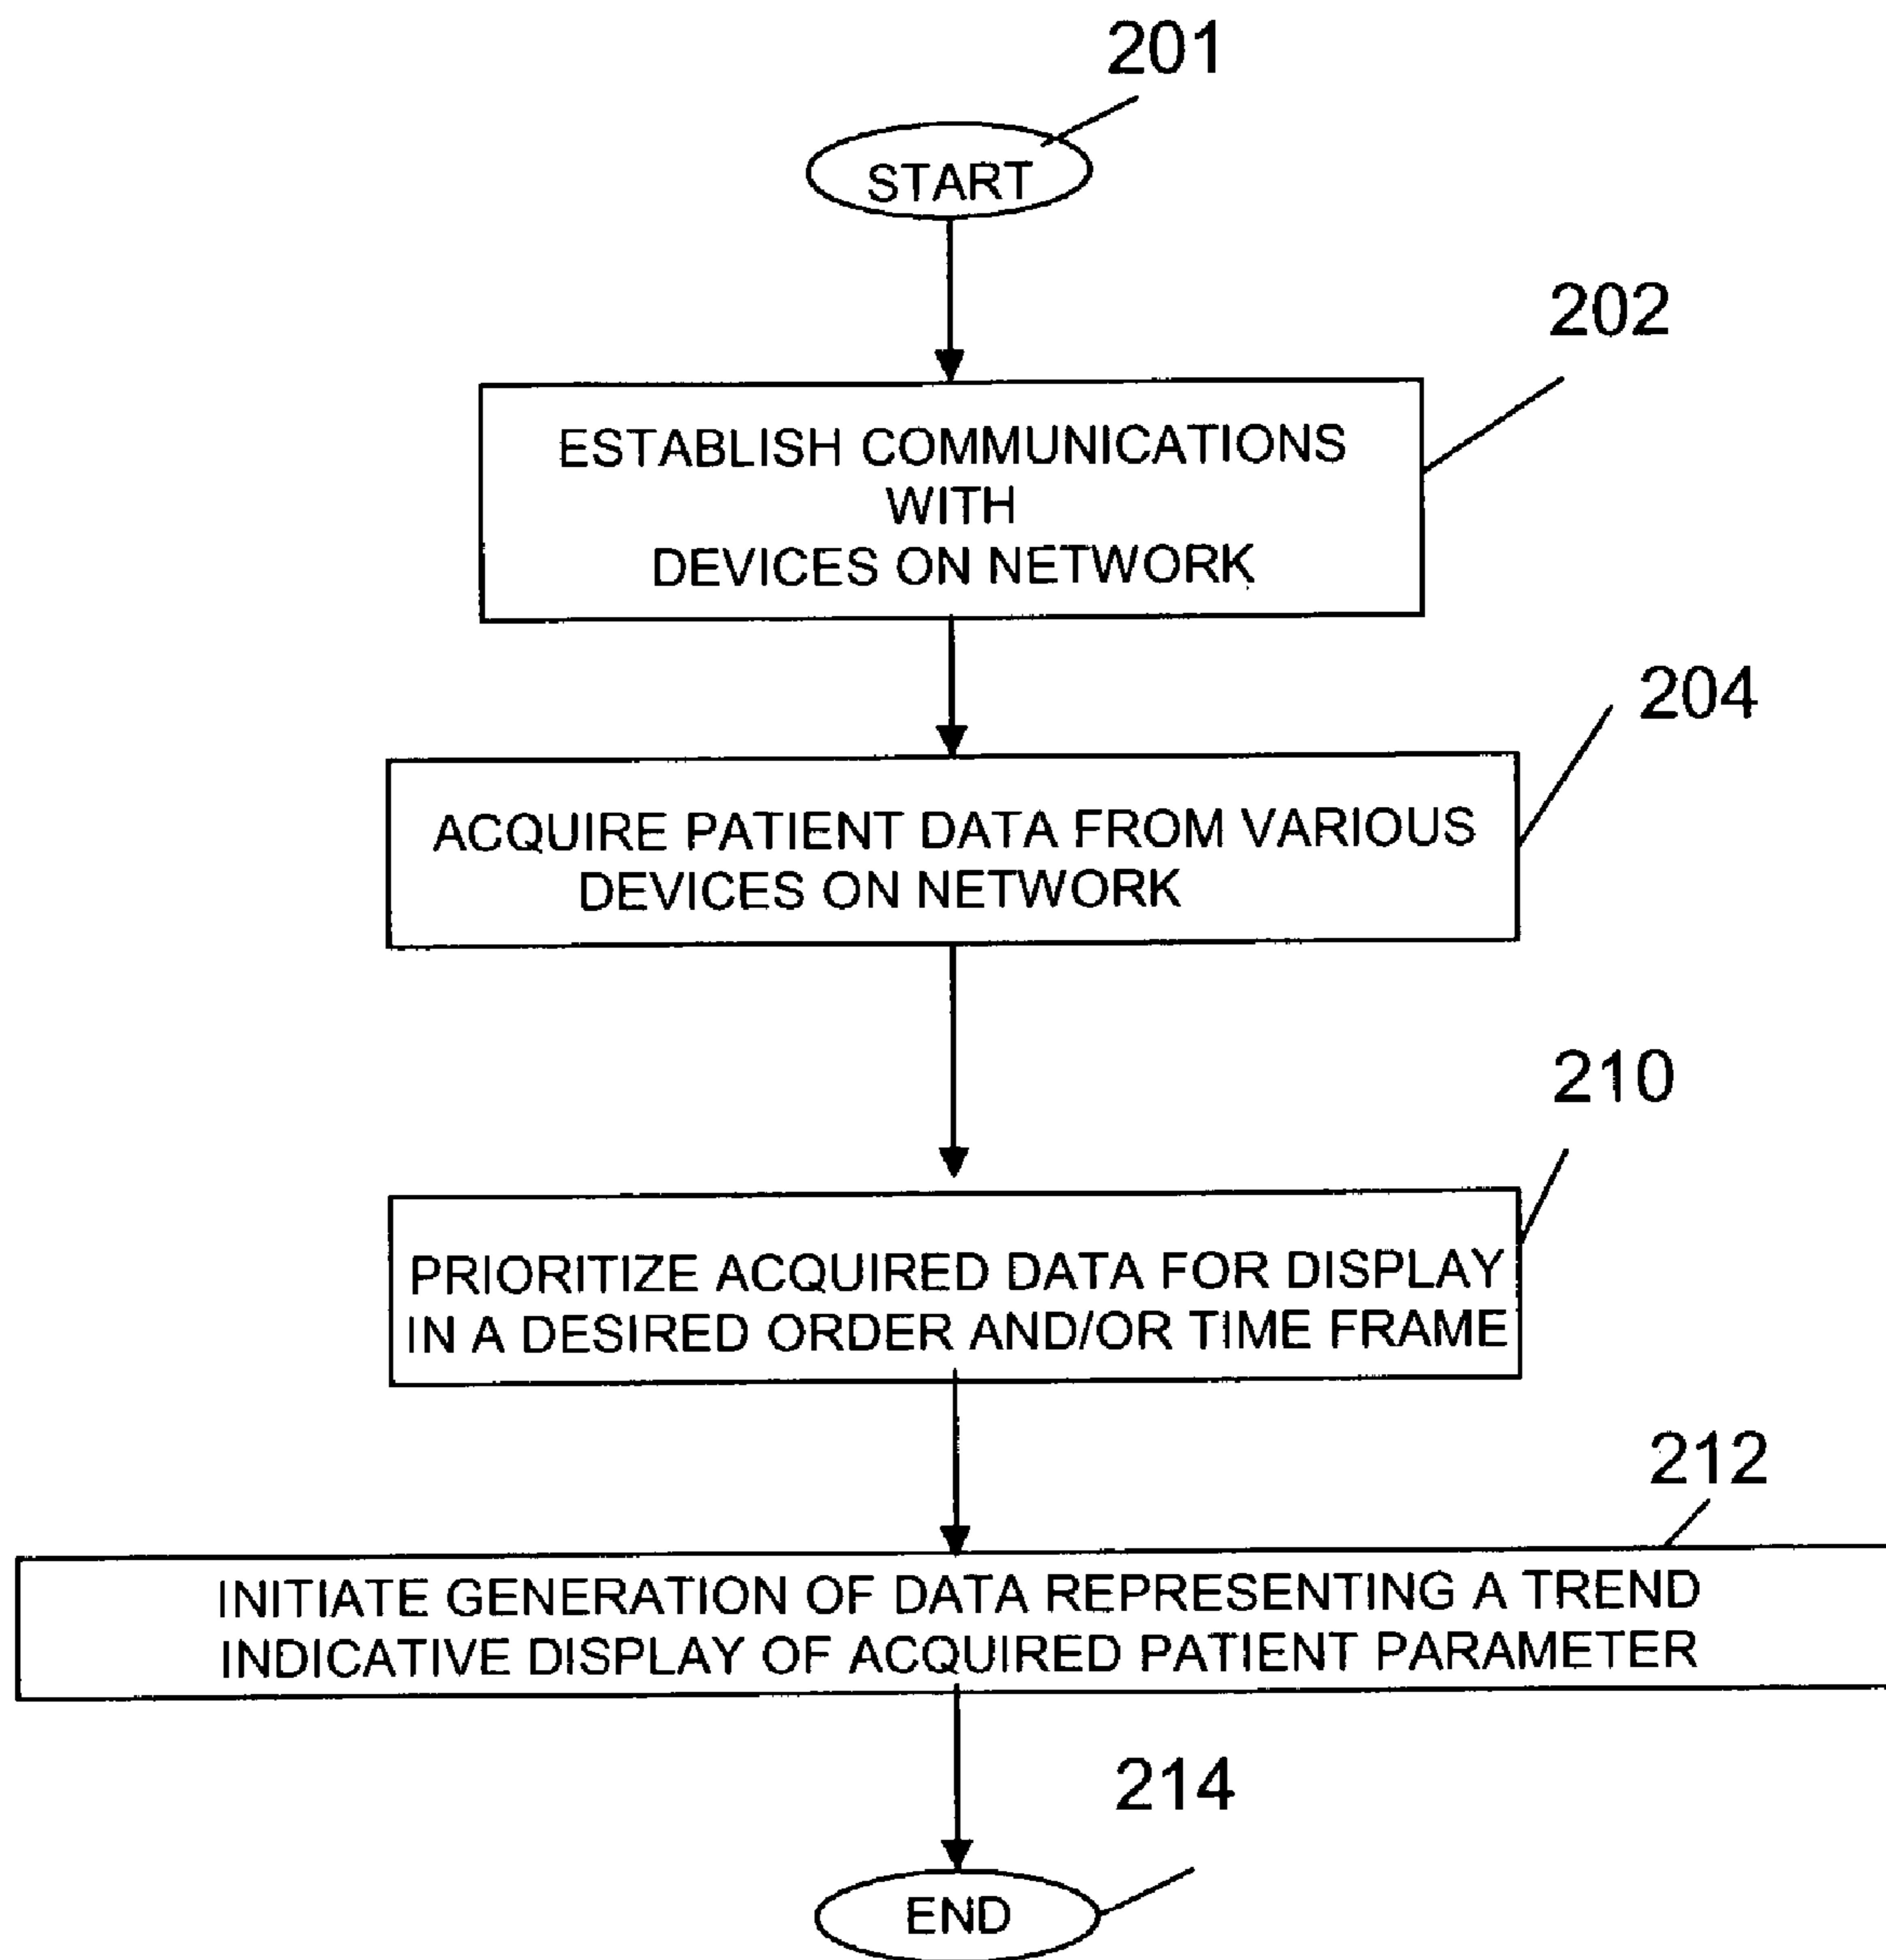 201
START
202
ESTABLISH COMMUNICATIONS
WITH
DEVICES ON NETWORK
204
ACQUIRE PATIENT DATA FROM VARIOUS
DEVICES ON NETWORK
210
PRIORITIZE ACQUIRED DATA FOR DISPLAY
IN A DESIRED ORDER AND/OR TIME FRAME
212
INITIATE GENERATION OF DATA REPRESENTING A TREND
INDICATIVE DISPLAY OF ACQUIRED PATIENT PARAMETER
214
END